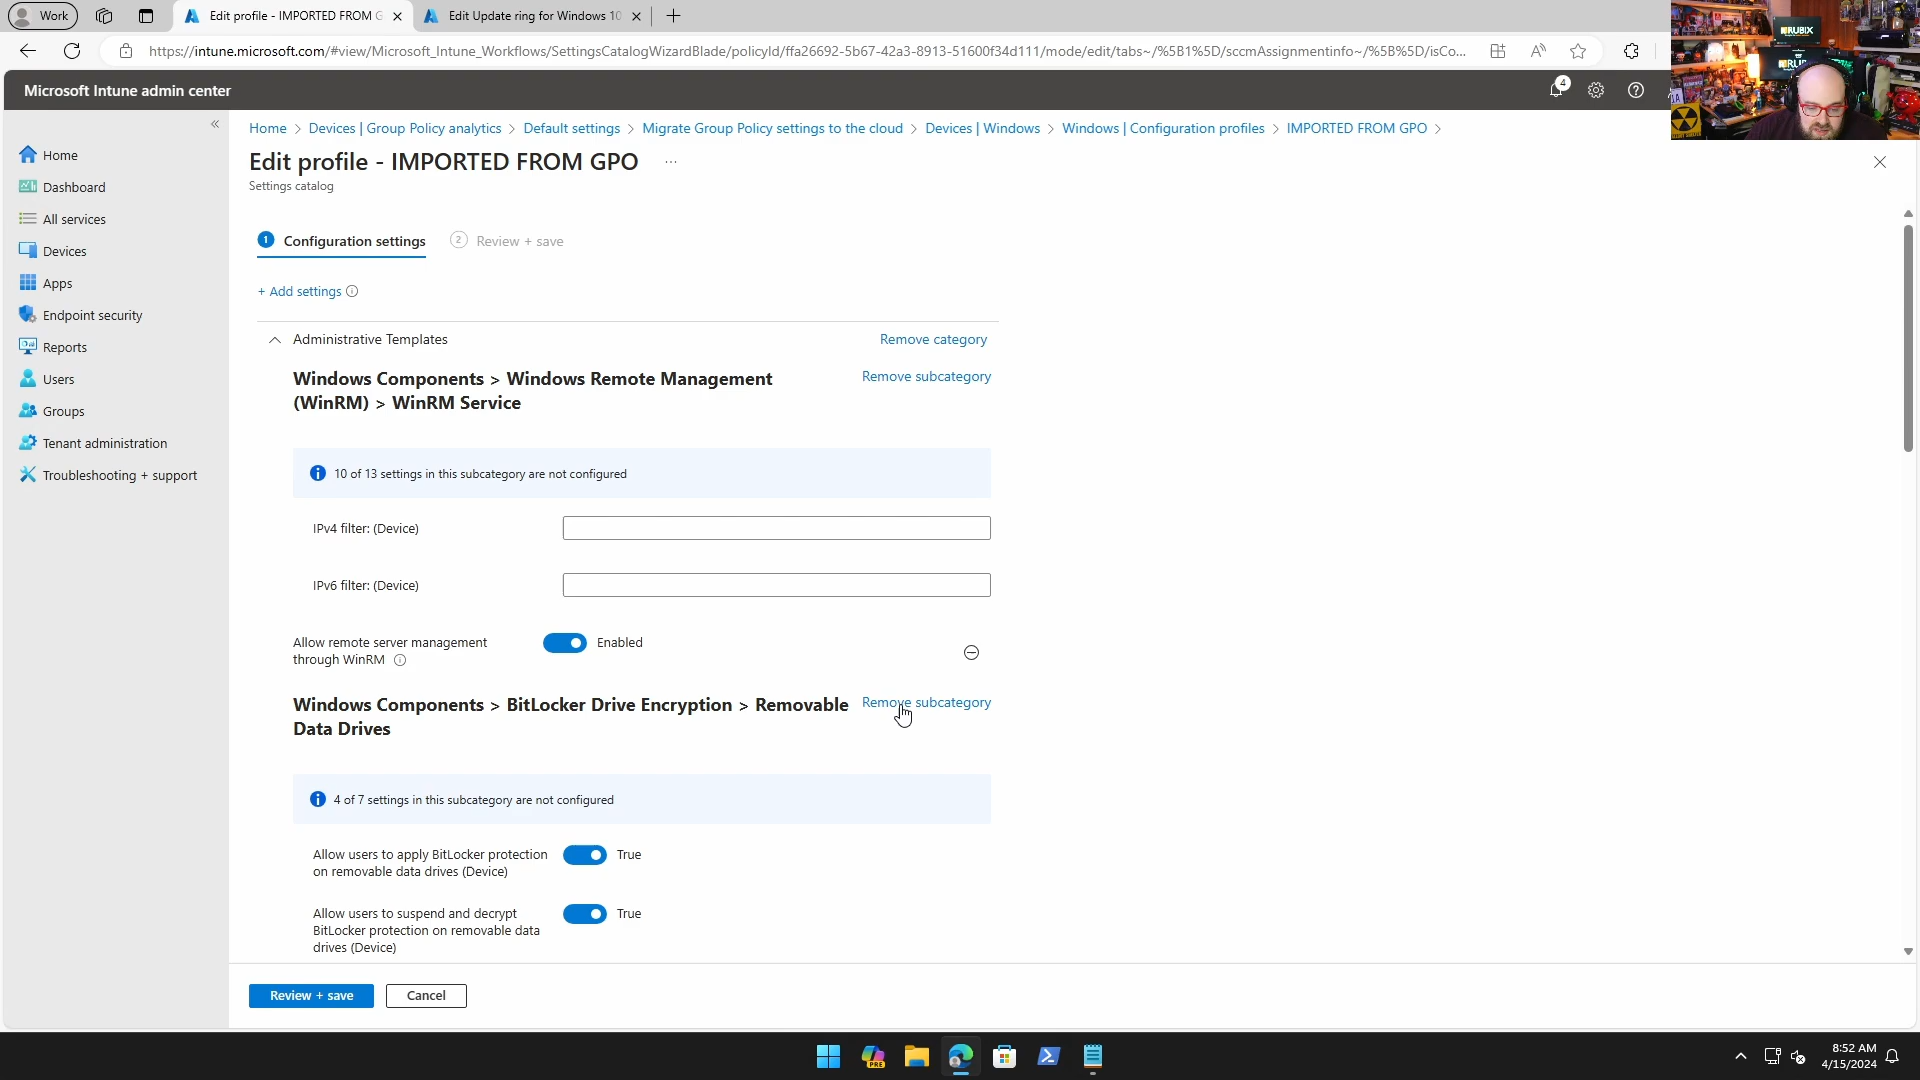 Work
Edit profile - IMPORTED FROM G
Edit Update ring for Windows 10
https://intune.microsoft.com/#view/Microsoft_Intune_Workflows/SettingsCatalogWizardBlade/policyId/ffa26692-5b67-42a3-8913-51600f34d111/mode/edit/tabs~/%5B1%5D/sccmAssignmentinfo~/%5B%5D/isCo...
Microsoft Intune admin center
4
RUBIX
Home > Devices | Group Policy analytics > Default settings > Migrate Group Policy settings to the cloud > Devices | Windows > Windows | Configuration profiles > IMPORTED FROM GPO >
Edit profile - IMPORTED FROM GPO ...
Settings catalog
Home
Dashboard
All services
Devices
Apps
Endpoint security
Reports
Users
Groups
Tenant administration
Troubleshooting + support
1 Configuration settings
2 Review + save
+ Add settings
Administrative Templates
Remove category
Windows Components > Windows Remote Management
(WinRM) > WinRM Service
Remove subcategory
10 of 13 settings in this subcategory are not configured
IPv4 filter: (Device)
IPv6 filter: (Device)
Allow remote server management
through WinRM
Enabled
Windows Components > BitLocker Drive Encryption > Removable
Data Drives
Remove subcategory
4 of 7 settings in this subcategory are not configured
Allow users to apply BitLocker protection
on removable data drives (Device)
True
Allow users to suspend and decrypt
BitLocker protection on removable data
drives (Device)
True
Review + save
Cancel
PRE
8:52 AM
4/15/2024